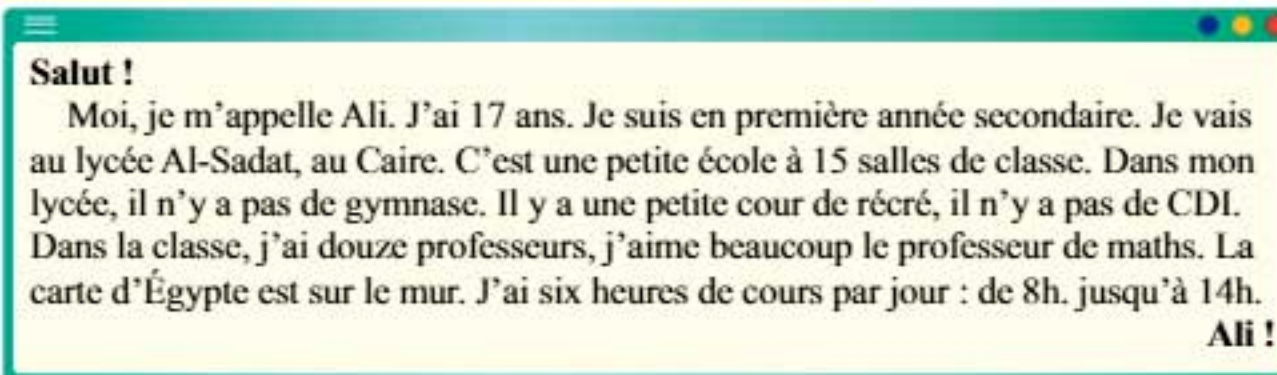 Salut !
Moi, je m’appelle Ali. J’ai 17 ans. Je suis en première année secondaire. Je vais
au lycée Al-Sadat, au Caire. C’est une petite école à 15 salles de classe. Dans mon
lycée, il n’y a pas de gymnase. Il y a une petite cour de récré, il n’y a pas de CDI.
Dans la classe, j’ai douze professeurs, j’aime beaucoup le professeur de maths. La
carte d’Égypte est sur le mur. J’ai six heures de cours par jour : de 8h. jusqu’à 14h.
Ali !